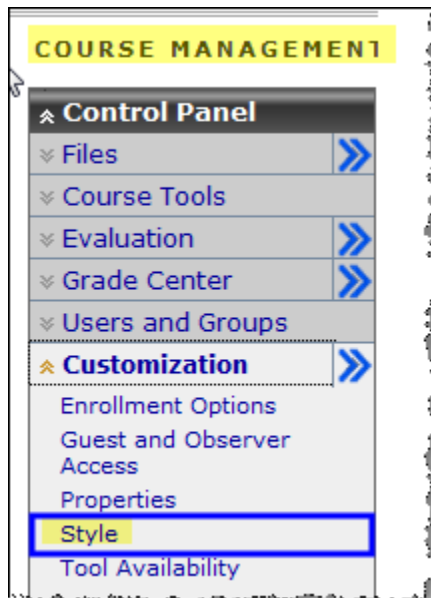 COURSE MANAGEMENT
Control Panel
Files
Course Tools
Evaluation
Grade Center
Users and Groups
Customization
Enrollment Options
Guest and Observer
Access
Properties
Style
Tool Availability